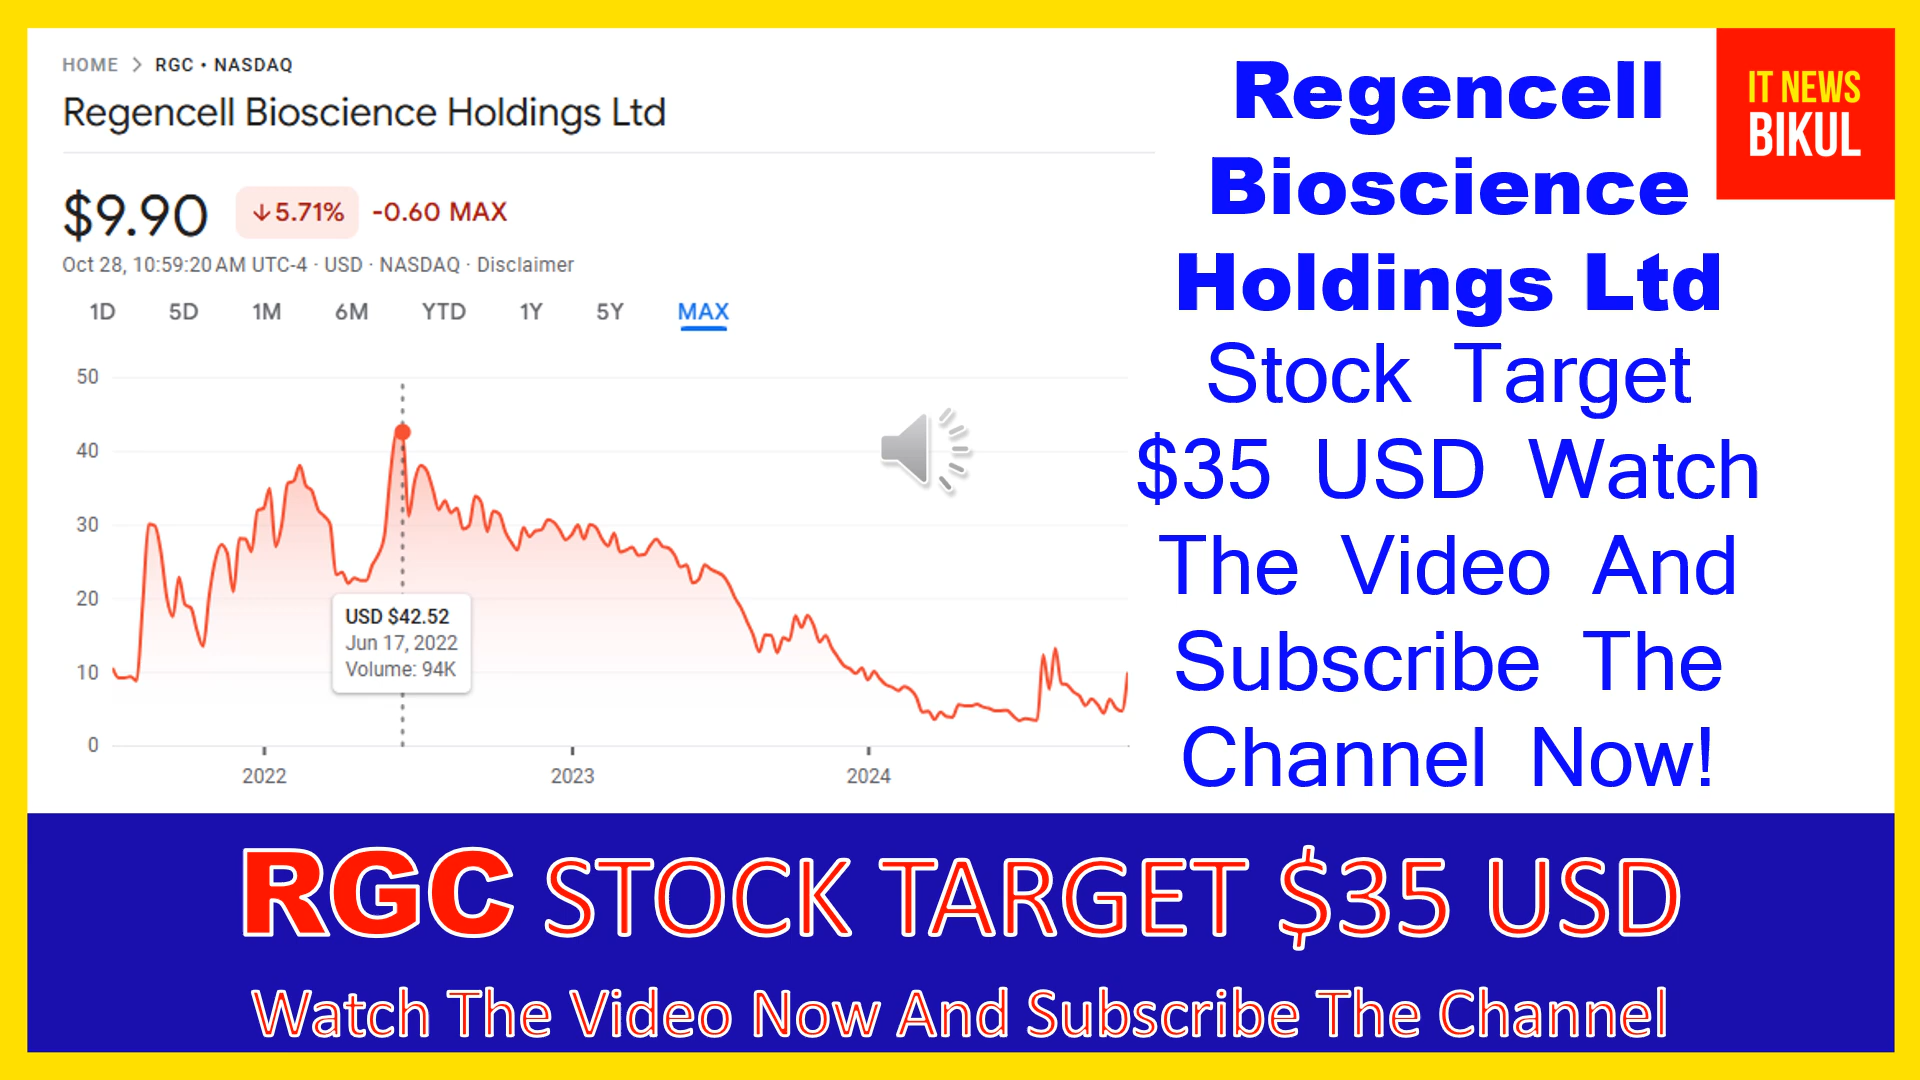 HOME > RGC • NASDAQ
Regencell Bioscience Holdings Ltd
$9.90 ↓5.71% -0.60 MAX
Oct 28, 10:59:20 AM UTC-4 · USD · NASDAQ · Disclaimer
1D 5D 1M 6M YTD 1Y 5Y MAX
50
40
30
20
10
0
USD $42.52
Jun 17, 2022
Volume: 94K
2022 2023 2024
Regencell
Bioscience
Holdings Ltd
Stock Target
$35 USD Watch
The Video And
Subscribe The
Channel Now!
IT NEWS
BIKUL
RGC STOCK TARGET $35 USD
Watch The Video Now And Subscribe The Channel